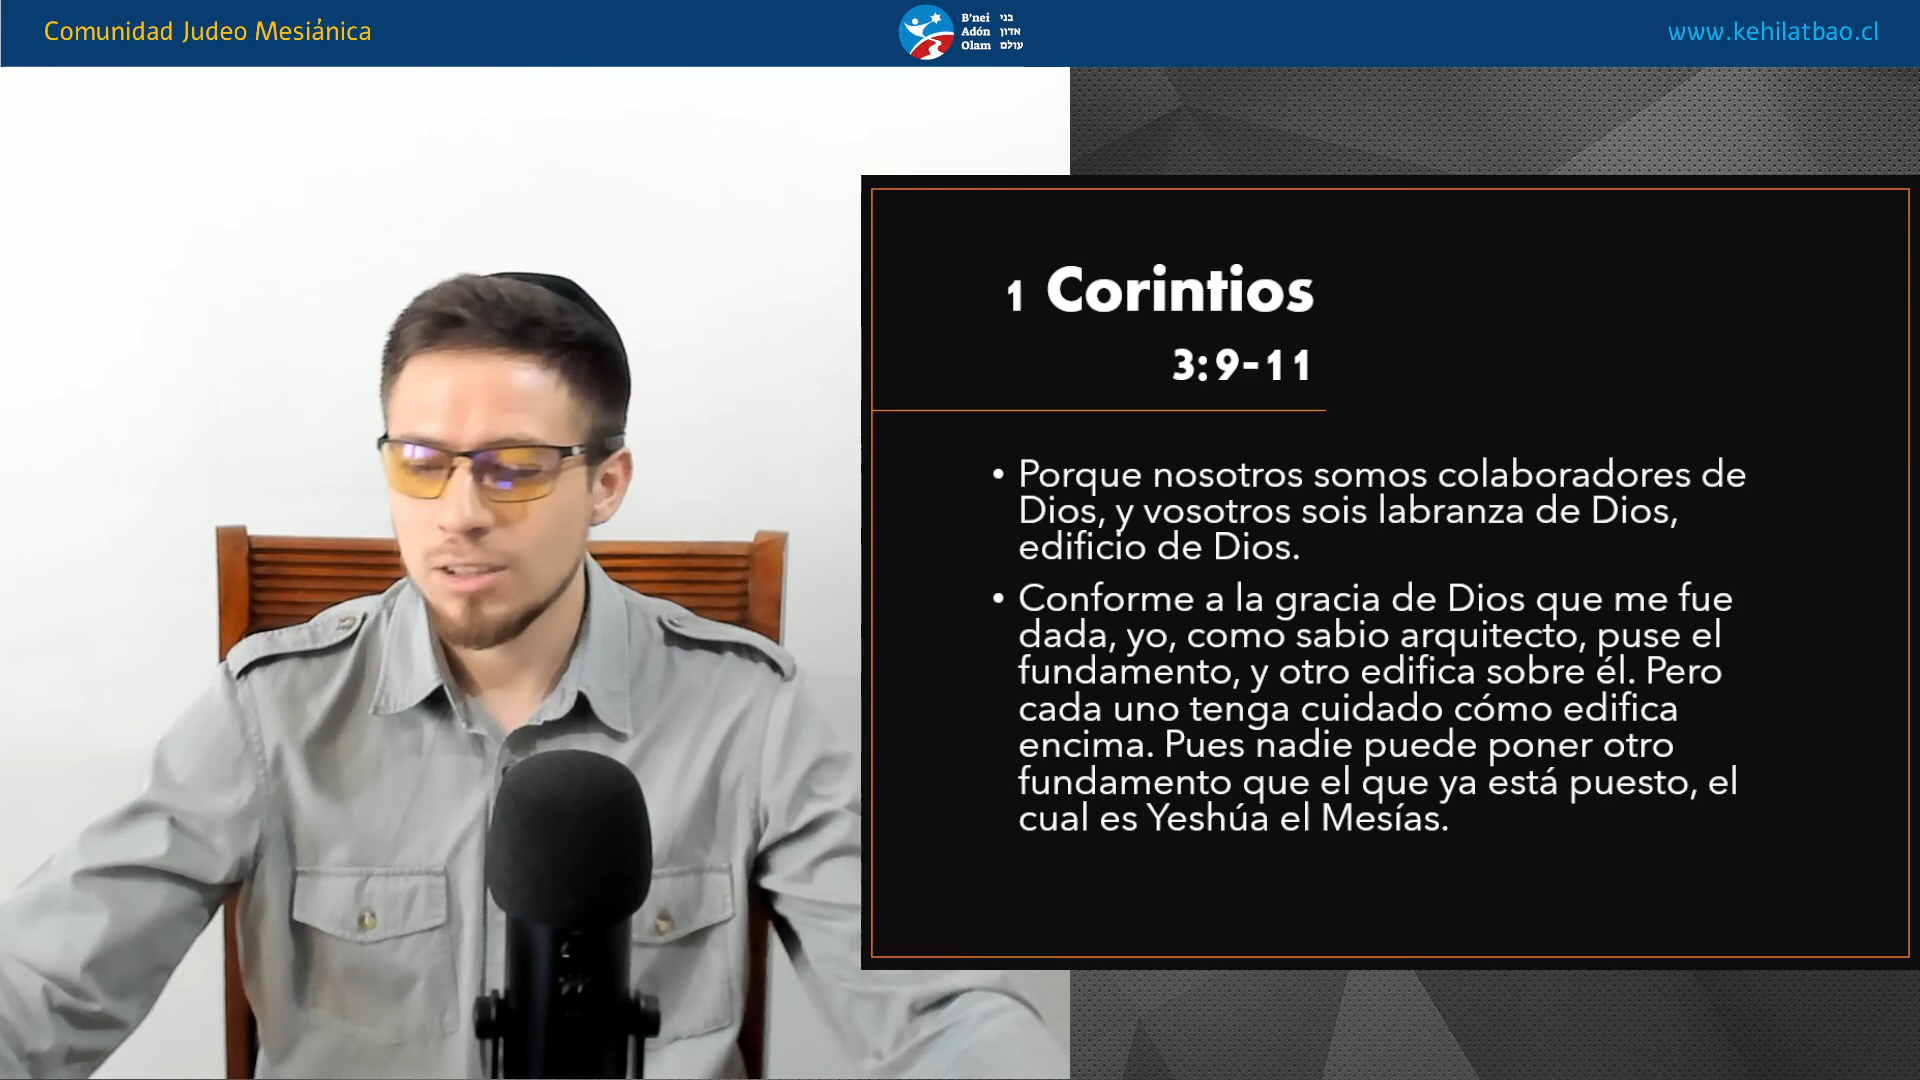 Comunidad Judeo Mesiánica
B'nei בני
Adón אדון
Olam עולם
www.kehilatbao.cl
1 Corintios
3:9-11
• Porque nosotros somos colaboradores de
Dios, y vosotros sois labranza de Dios,
edificio de Dios.
• Conforme a la gracia de Dios que me fue
dada, yo, como sabio arquitecto, puse el
fundamento, y otro edifica sobre él. Pero
cada uno tenga cuidado cómo edifica
encima. Pues nadie puede poner otro
fundamento que el que ya está puesto, el
cual es Yeshúa el Mesías.